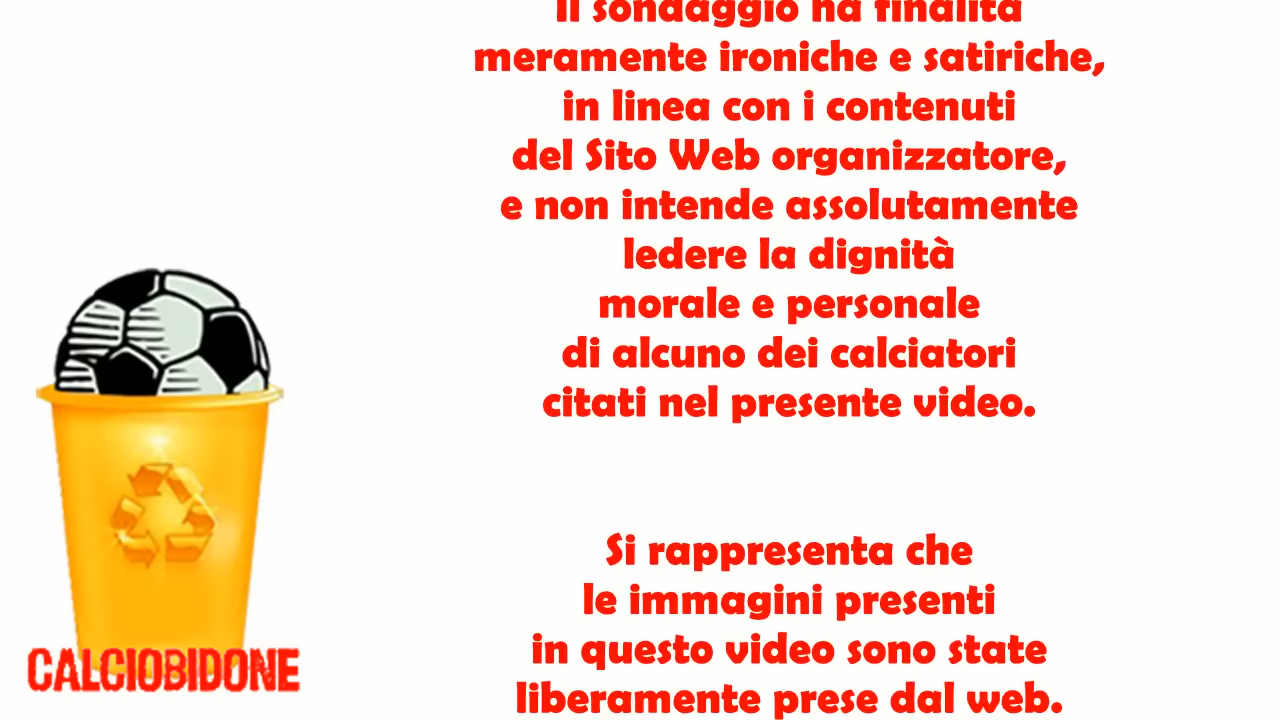 Il sondaggio ha finalità
meramente ironiche e satiriche,
in linea con i contenuti
del Sito Web organizzatore,
e non intende assolutamente
ledere la dignità
morale e personale
di alcuno dei calciatori
citati nel presente video.
Si rappresenta che
le immagini presenti
in questo video sono state
liberamente prese dal web.
CALCIOBIDONE